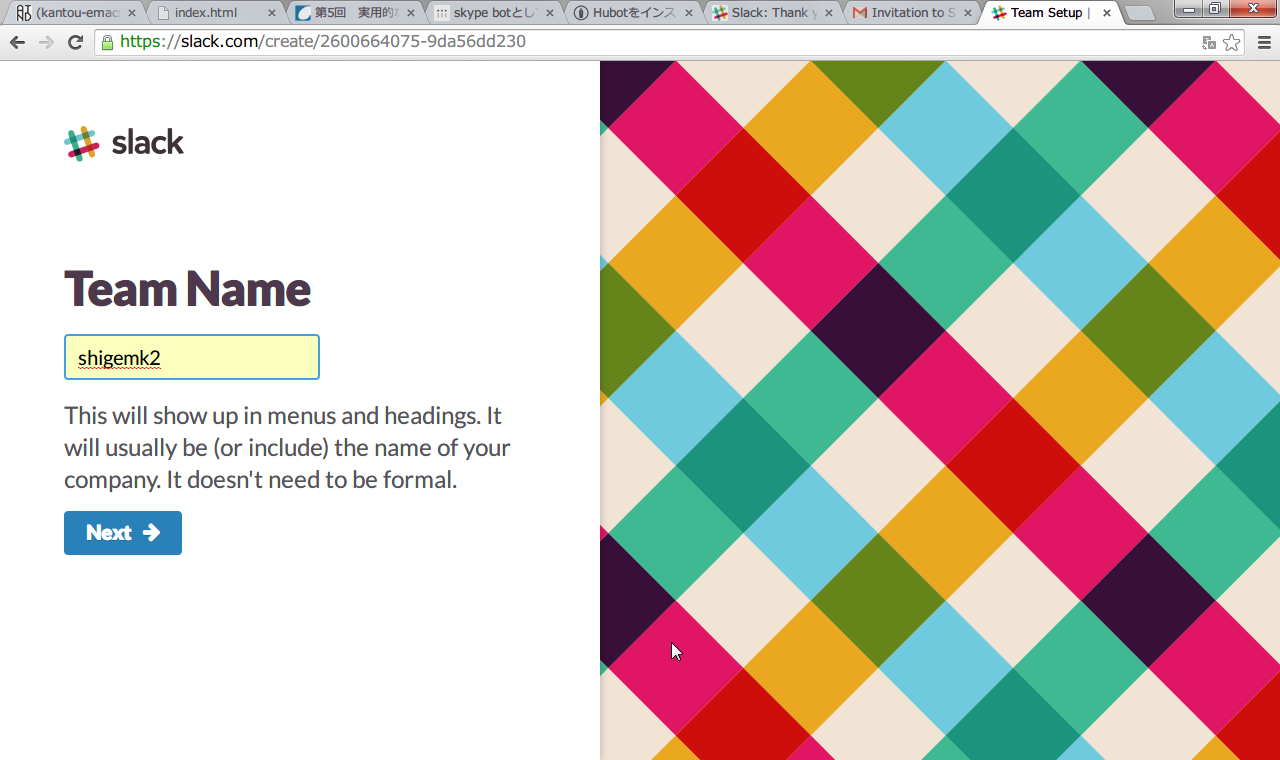 (kantou-emac
index.html
第5回 実用的な
skype botとし
Hubotをインス
Slack: Thank y
Invitation to S
Team Setup |
https://slack.com/create/2600664075-9da56dd230
slack
Team Name
shigemk2
This will show up in menus and headings. It
will usually be (or include) the name of your
company. It doesn't need to be formal.
Next